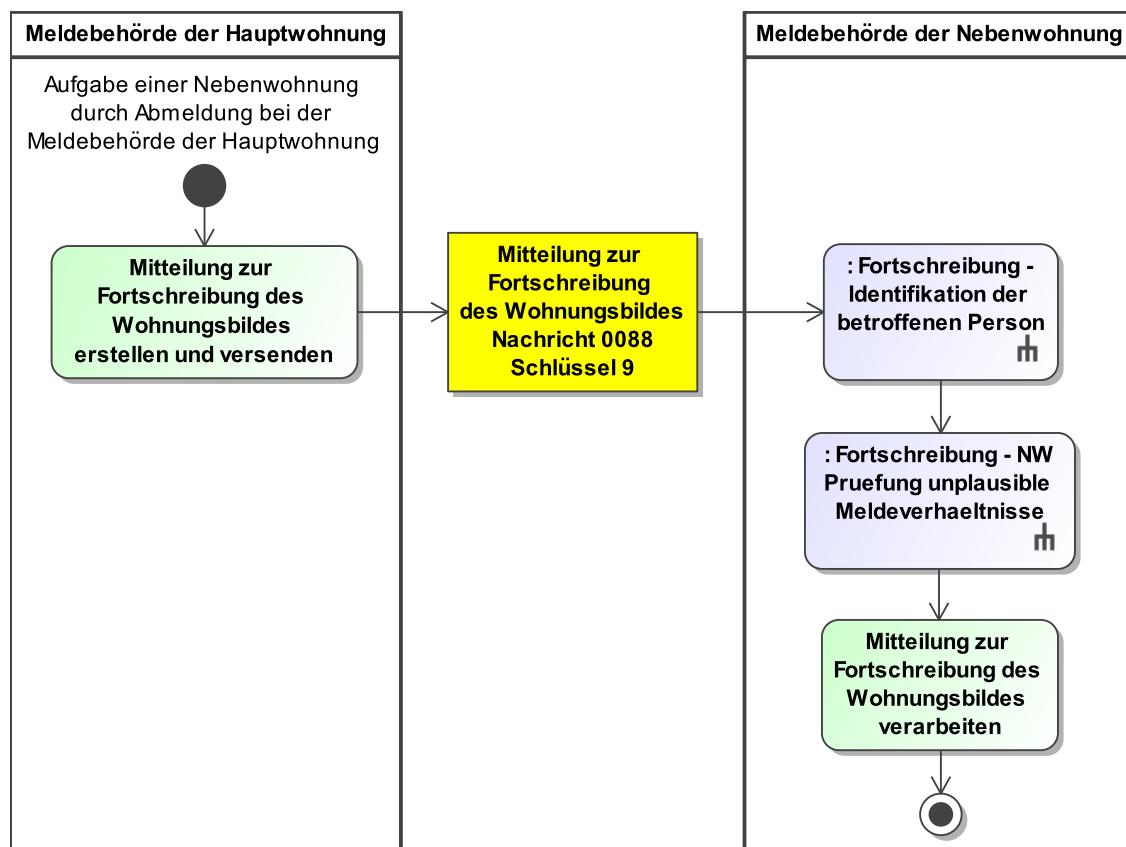 Meldebehörde der Hauptwohnung
Aufgabe einer Nebenwohnung
durch Abmeldung bei der
Meldebehörde der Hauptwohnung
Mitteilung zur
Fortschreibung des
Wohnungsbildes
erstellen und versenden
Mitteilung zur
Fortschreibung
des Wohnungsbildes
Nachricht 0088
Schlüssel 9
Meldebehörde der Nebenwohnung
: Fortschreibung -
Identifikation der
betroffenen Person
: Fortschreibung - NW
Pruefung unplausible
Meldeverhaeltnisse
Mitteilung zur
Fortschreibung des
Wohnungsbildes
verarbeiten